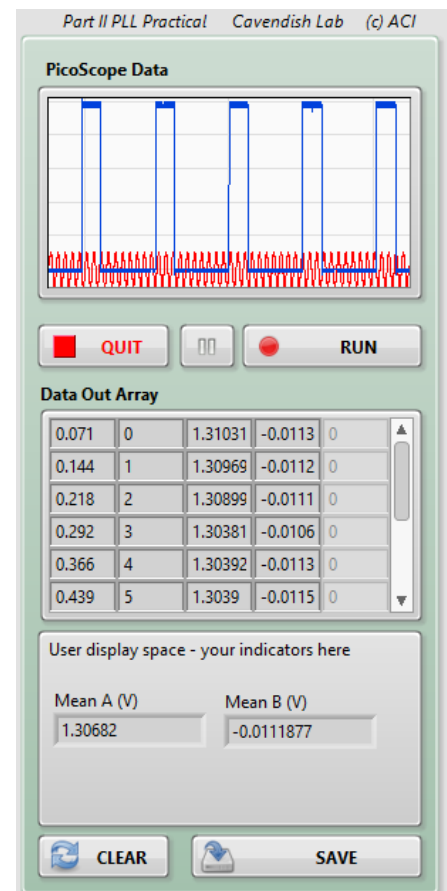 Part II PLL Practical Cavendish Lab (c) ACI
PicoScope Data
QUIT RUN
Data Out Array
0.071 0 1.31031 -0.0113 0
0.144 1 1.30969 -0.0112 0
0.218 2 1.30899 -0.0111 0
0.292 3 1.30381 -0.0106 0
0.366 4 1.30392 -0.0113 0
0.439 5 1.3039 -0.0115 0
User display space - your indicators here
Mean A (V) Mean B (V)
1.30682 -0.0111877
CLEAR SAVE